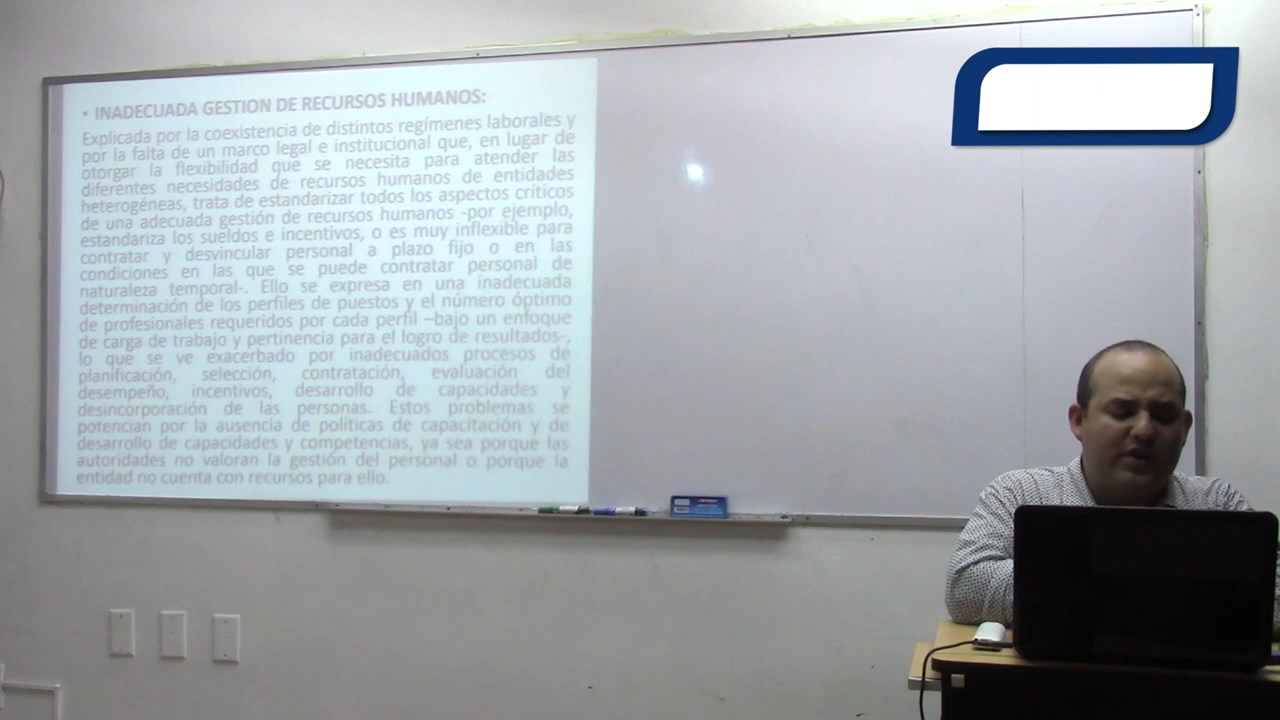 • INADECUADA GESTION DE RECURSOS HUMANOS:
Explicada por la coexistencia de distintos regímenes laborales y
por la falta de un marco legal e institucional que, en lugar de
otorgar la flexibilidad que se necesita para atender las
diferentes necesidades de recursos humanos de entidades
heterogéneas, trata de estandarizar todos los aspectos críticos
de una adecuada gestión de recursos humanos -por ejemplo,
estandariza los sueldos e incentivos, o es muy inflexible para
contratar y desvincular personal a plazo fijo o en las
condiciones en las que se puede contratar personal de
naturaleza temporal-. Ello se expresa en una inadecuada
determinación de los perfiles de puestos y el número óptimo
de profesionales requeridos por cada perfil –bajo un enfoque
de carga de trabajo y pertinencia para el logro de resultados-,
lo que se ve exacerbado por inadecuados procesos de
planificación, selección, contratación, evaluación del
desempeño, incentivos, desarrollo de capacidades y
desincorporación de las personas. Estos problemas se
potencian por la ausencia de políticas de capacitación y de
desarrollo de capacidades y competencias, ya sea porque las
autoridades no valoran la gestión del personal o porque la
entidad no cuenta con recursos para ello.